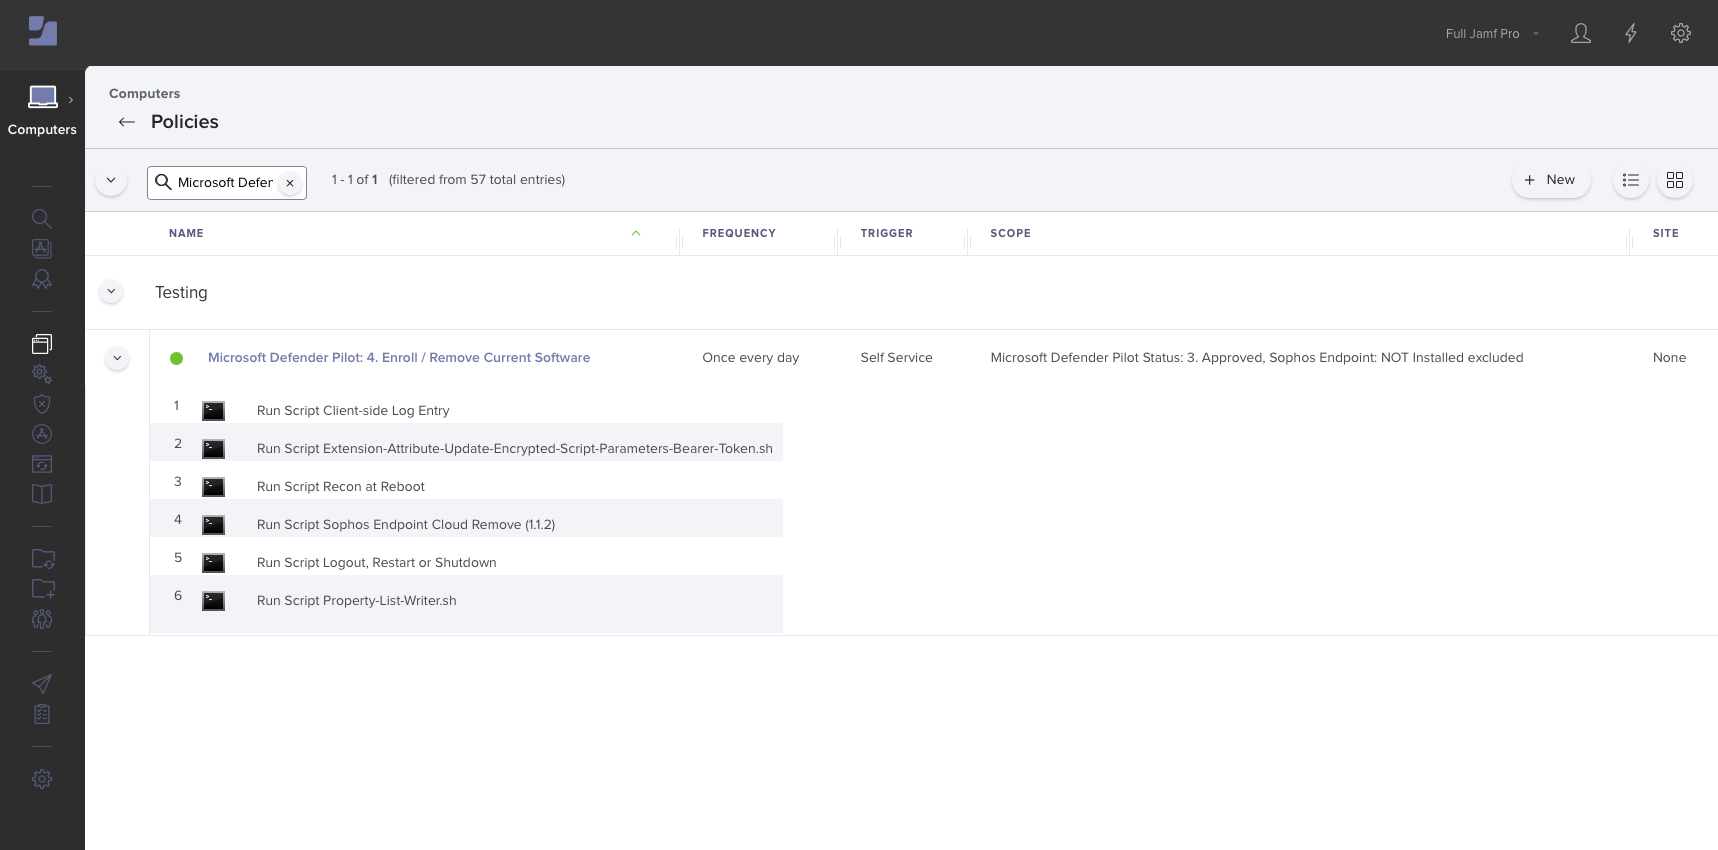 Full Jamf Pro
Computers
Computers
Policies
Microsoft Defen
1 - 1 of 1 (filtered from 57 total entries)
+ New
NAME FREQUENCY TRIGGER SCOPE SITE
Testing
Microsoft Defender Pilot: 4. Enroll / Remove Current Software Once every day Self Service Microsoft Defender Pilot Status: 3. Approved, Sophos Endpoint: NOT Installed excluded None
1 Run Script Client-side Log Entry
2 Run Script Extension-Attribute-Update-Encrypted-Script-Parameters-Bearer-Token.sh
3 Run Script Recon at Reboot
4 Run Script Sophos Endpoint Cloud Remove (1.1.2)
5 Run Script Logout, Restart or Shutdown
6 Run Script Property-List-Writer.sh